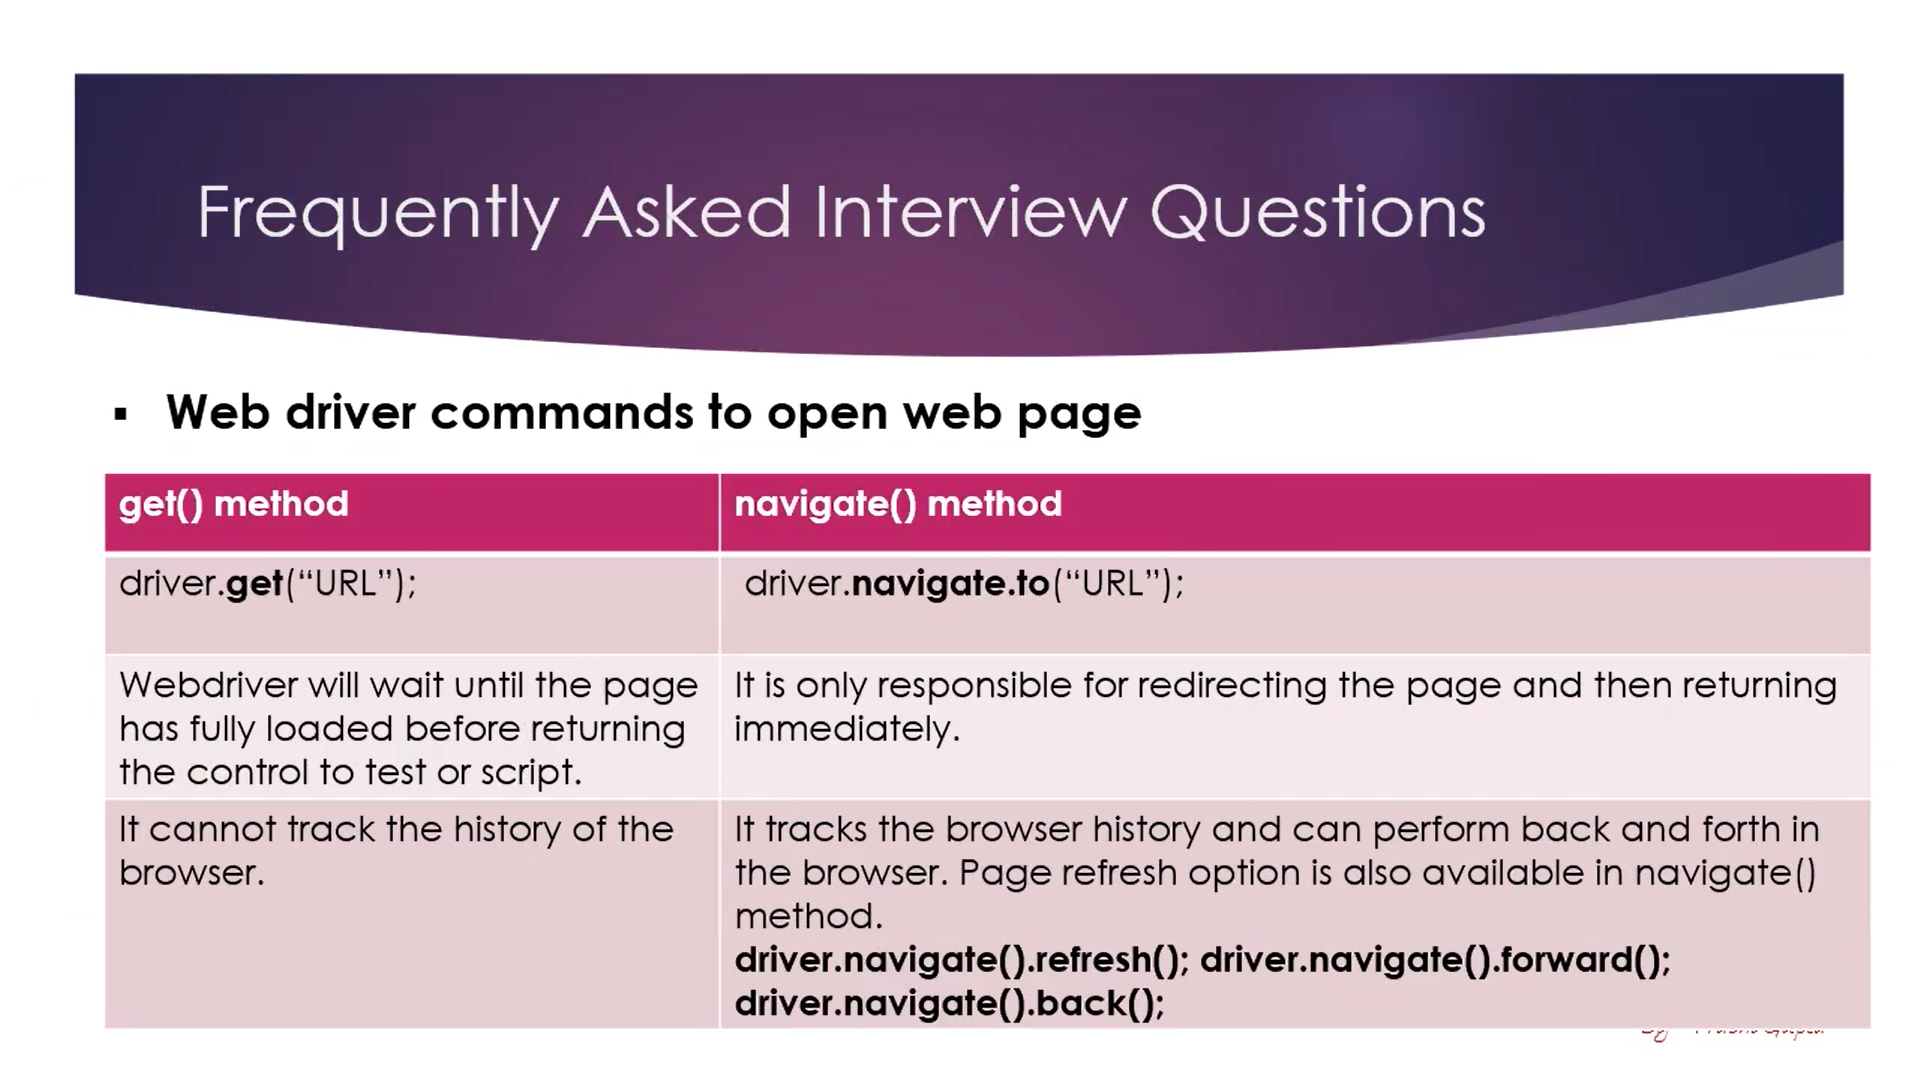 Frequently Asked Interview Questions
▪ Web driver commands to open web page
get() method
navigate() method
driver.get(“URL”);
driver.navigate.to(“URL”);
Webdriver will wait until the page
has fully loaded before returning
the control to test or script.
It is only responsible for redirecting the page and then returning
immediately.
It cannot track the history of the
browser.
It tracks the browser history and can perform back and forth in
the browser. Page refresh option is also available in navigate()
method.
driver.navigate().refresh(); driver.navigate().forward();
driver.navigate().back();